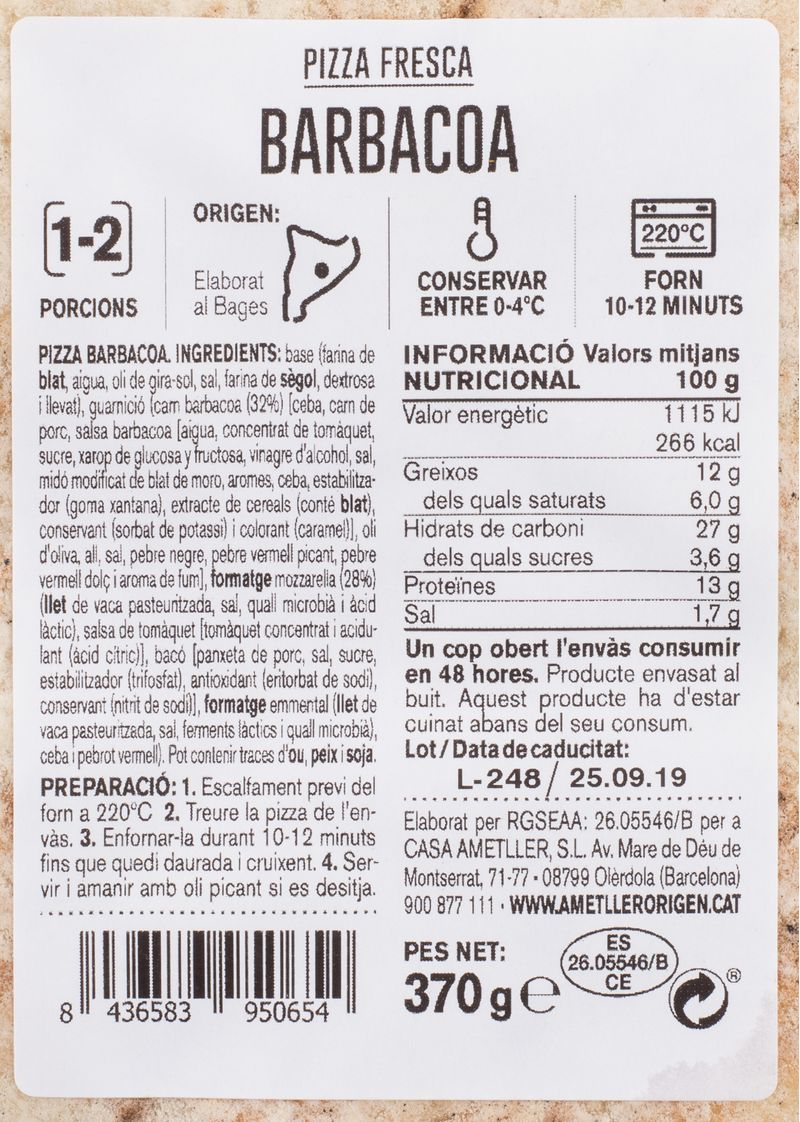 PIZZA FRESCA
BARBACOA
1-2
PORCIONS
ORIGEN:
Elaborat
al Bages
CONSERVAR
ENTRE 0-4°C
220°C
FORN
10-12 MINUTS
PIZZA BARBACOA. INGREDIENTS: base (farina de
blat, aigua, oli de gira-sol, sal, farina de sègol, dextrosa
i llevat), guarnició (carn barbacoa (32%) [ceba, carn de
porc, salsa barbacoa [aigua, concentrat de tomàquet,
sucre, xarop de glucosa y fructosa, vinagre d'alcohol, sal,
midó modificat de blat de moro, aromes, ceba, estabilitza-
dor (goma xantana), extracte de cereals (conté blat),
conservant (sorbat de potassi) i colorant (caramel)], oli
d'oliva, all, sal, pebre negre, pebre vermell picant, pebre
vermell dolç i aroma de fum], formatge mozzarella (28%)
(llet de vaca pasteuritzada, sal, quall microbià i àcid
làctic), salsa de tomàquet [tomàquet concentrat i acidu-
lant (àcid cítric)], bacó [panxeta de porc, sal, sucre,
estabilitzador (trifosfat), antioxidant (eritorbat de sodi),
conservant (nitrit de sodi)], formatge emmental (llet de
vaca pasteuritzada, sal, ferments làctics i quall microbià),
ceba i pebrot vermell). Pot contenir traces d'ou, peix i soja.
PREPARACIÓ: 1. Escalfament previ del
forn a 220°C 2. Treure la pizza de l'en-
vàs. 3. Enfornar-la durant 10-12 minuts
fins que quedi daurada i cruixent. 4. Ser-
vir i amanir amb oli picant si es desitja.
8 436583 950654
INFORMACIÓ Valors mitjans
NUTRICIONAL 100 g
Valor energètic 1115 kJ
266 kcal
Greixos 12 g
dels quals saturats 6,0 g
Hidrats de carboni 27 g
dels quals sucres 3,6 g
Proteïnes 13 g
Sal 1,7 g
Un cop obert l'envàs consumir
en 48 hores. Producte envasat al
buit. Aquest producte ha d'estar
cuinat abans del seu consum.
Lot/Data de caducitat:
L-248/ 25.09.19
Elaborat per RGSEAA: 26.05546/B per a
CASA AMETLLER, S.L. Av. Mare de Déu de
Montserrat, 71-77 - 08799 Olèrdola (Barcelona)
900 877 111 · WWW.AMETLLERORIGEN.CAT
PES NET:
370 g e
ES
26.05546/B
CE
®